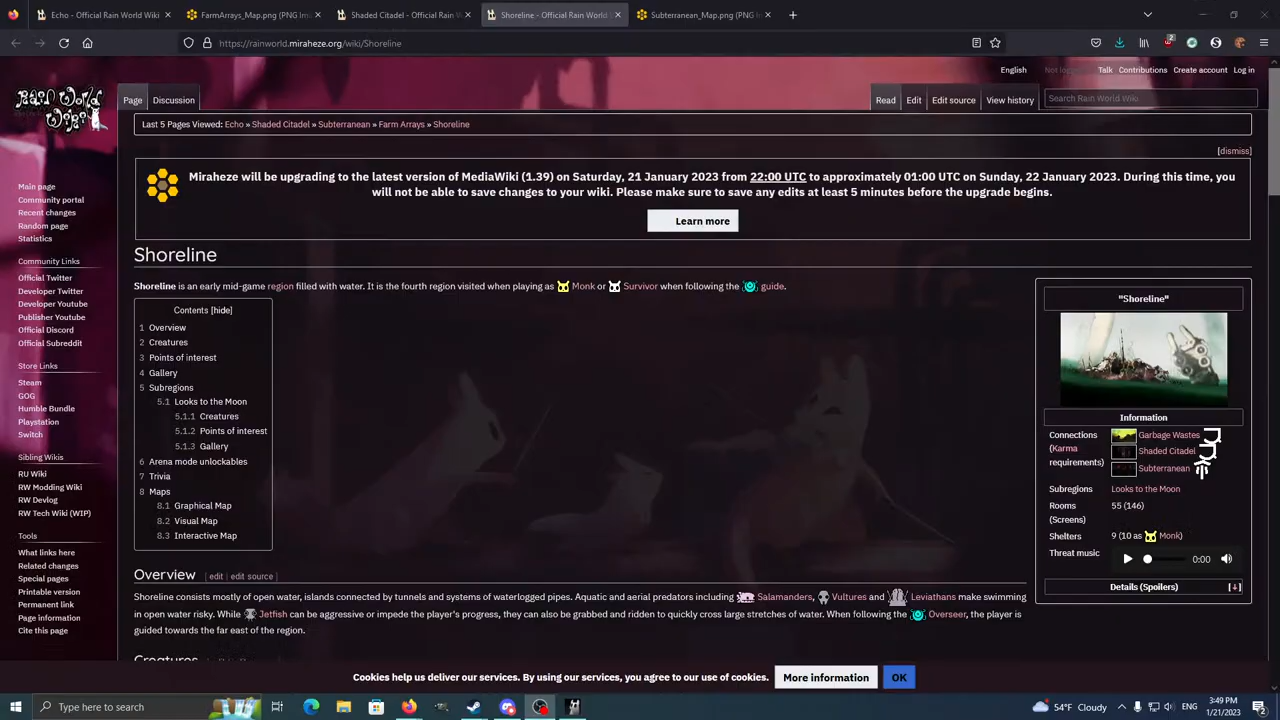 Echo - Official Rain World Wiki
FarmArrays_Map.png (PNG Im
Shaded Citadel - Official Rain W
Shoreline - Official Rain World
Subterranean_Map.png (PNG Im
https://rainworld.miraheze.org/wiki/Shoreline
Rain World Wiki
English Talk Contributions Create account Log in
Page Discussion Read Edit Edit source View history Search Rain World Wiki
Last 5 Pages Viewed: Echo » Shaded Citadel » Subterranean » Farm Arrays » Shoreline
[dismiss]
Miraheze will be upgrading to the latest version of MediaWiki (1.39) on Saturday, 21 January 2023 from 22:00 UTC to approximately 01:00 UTC on Sunday, 22 January 2023. During this time, you
will not be able to save changes to your wiki. Please make sure to save any edits at least 5 minutes before the upgrade begins.
Learn more
Main page
Community portal
Recent changes
Random page
Statistics
Community Links
Official Twitter
Developer Twitter
Developer Youtube
Publisher Youtube
Official Discord
Official Subreddit
Store Links
Steam
GOG
Humble Bundle
Playstation
Switch
Sibling Wikis
RU Wiki
RW Modding Wiki
RW Devlog
RW Tech Wiki (WIP)
Tools
What links here
Related changes
Special pages
Printable version
Permanent link
Page information
Cite this page
Shoreline
Shoreline is an early mid-game region filled with water. It is the fourth region visited when playing as Monk or Survivor when following the guide.
Contents [hide]
1 Overview
2 Creatures
3 Points of interest
4 Gallery
5 Subregions
5.1 Looks to the Moon
5.1.1 Creatures
5.1.2 Points of interest
5.1.3 Gallery
6 Arena mode unlockables
7 Trivia
8 Maps
8.1 Graphical Map
8.2 Visual Map
8.3 Interactive Map
"Shoreline"
Information
Connections (Karma requirements)
Garbage Wastes
Shaded Citadel
Subterranean
Subregions Looks to the Moon
Rooms (Screens) 55 (146)
Shelters 9 (10 as Monk)
Threat music 0:00
Details (Spoilers) [↓]
Overview [ edit | edit source ]
Shoreline consists mostly of open water, islands connected by tunnels and systems of waterlogged pipes. Aquatic and aerial predators including Salamanders, Vultures and Leviathans make swimming
in open water risky. While Jetfish can be aggressive or impede the player's progress, they can also be grabbed and ridden to quickly cross large stretches of water. When following the Overseer, the player is
guided towards the far east of the region.
Creatures
Cookies help us deliver our services. By using our services, you agree to our use of cookies. More information OK
Type here to search
54°F Cloudy
ENG
3:49 PM
1/21/2023